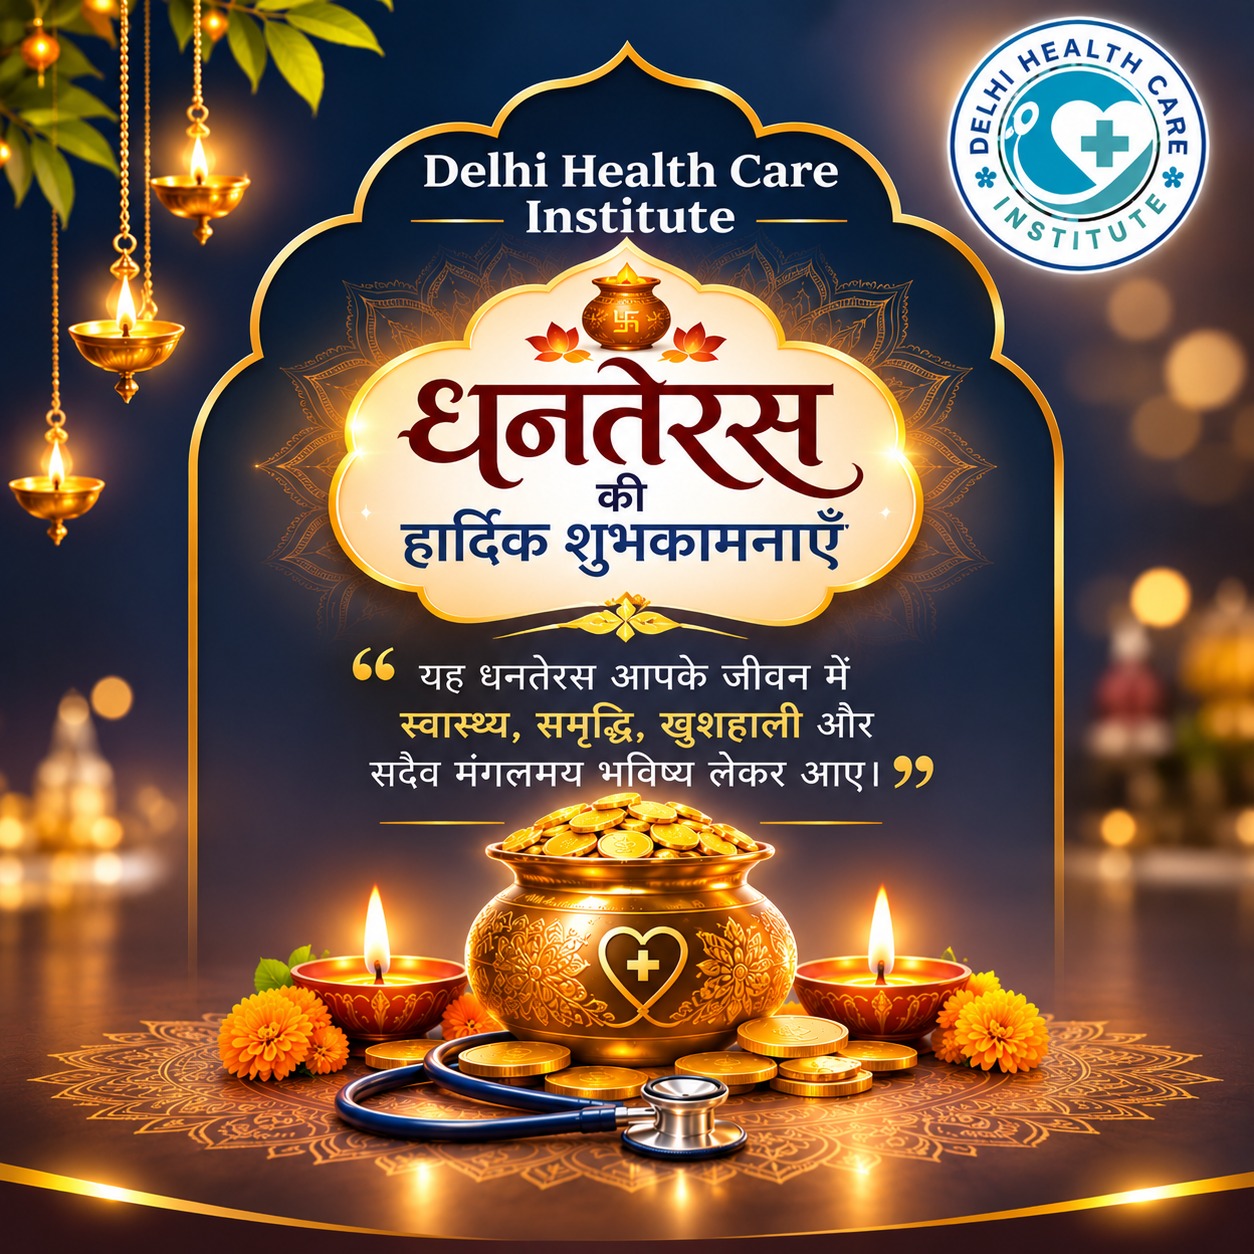 Delhi Health Care
Institute
DELHI HEALTH CARE
INSTITUTE
धनतेरस
की
हार्दिक शुभकामनाएँ
“ यह धनतेरस आपके जीवन में
स्वास्थ्य, समृद्धि, खुशहाली और
सदैव मंगलमय भविष्य लेकर आए। ”